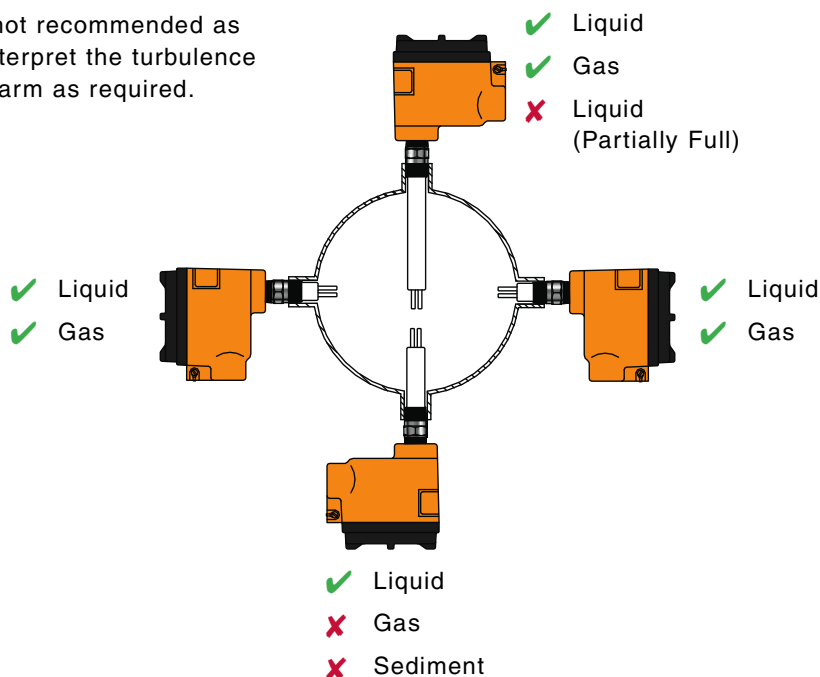 not recommended as
terpret the turbulence
arm as required.
✔ Liquid
✔ Gas
✘ Liquid
(Partially Full)
✔ Liquid
✔ Gas
✔ Liquid
✔ Gas
✔ Liquid
✘ Gas
✘ Sediment